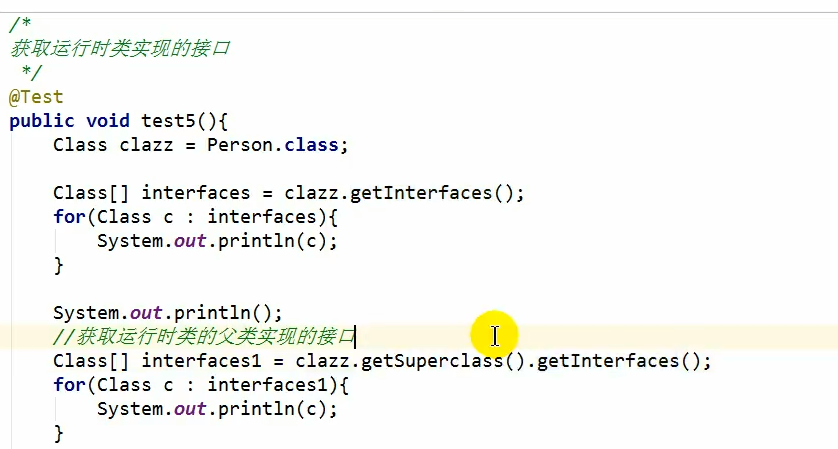 /*
获取运行时类实现的接口
*/
@Test
public void test5(){
Class clazz = Person.class;
Class[] interfaces = clazz.getInterfaces();
for(Class c : interfaces){
System.out.println(c);
}
System.out.println();
//获取运行时类的父类实现的接口
Class[] interfaces1 = clazz.getSuperclass().getInterfaces();
for(Class c : interfaces1){
System.out.println(c);
}